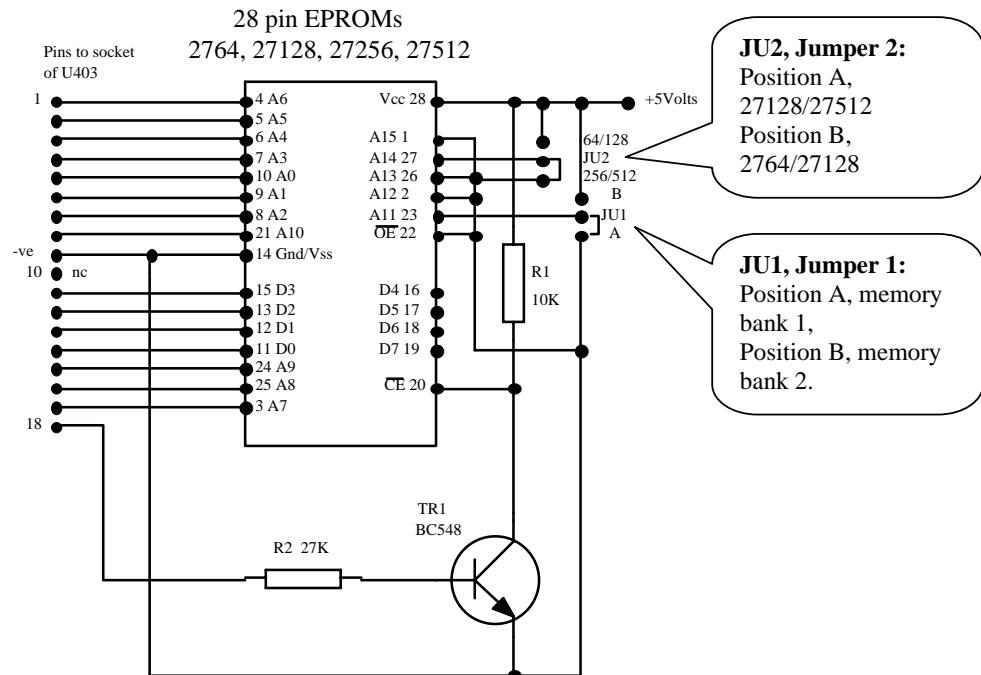 28 pin EPROMs
2764, 27128, 27256, 27512
Pins to socket
of U403
1
-ve
10
nc
18
4 A6
5 A5
6 A4
7 A3
10 A0
9 A1
8 A2
21 A10
14 Gnd/Vss
15 D3
13 D2
12 D1
11 D0
24 A9
25 A8
3 A7
Vcc 28
A15 1
A14 27
A13 26
A12 2
A11 23
OE 22
D4 16
D5 17
D6 18
D7 19
CE 20
+5Volts
64/128
JU2
256/512
B
JU1
A
R1
10K
TR1
BC548
R2 27K
JU2, Jumper 2:
Position A,
27128/27512
Position B,
2764/27128
JU1, Jumper 1:
Position A, memory
bank 1,
Position B, memory
bank 2.